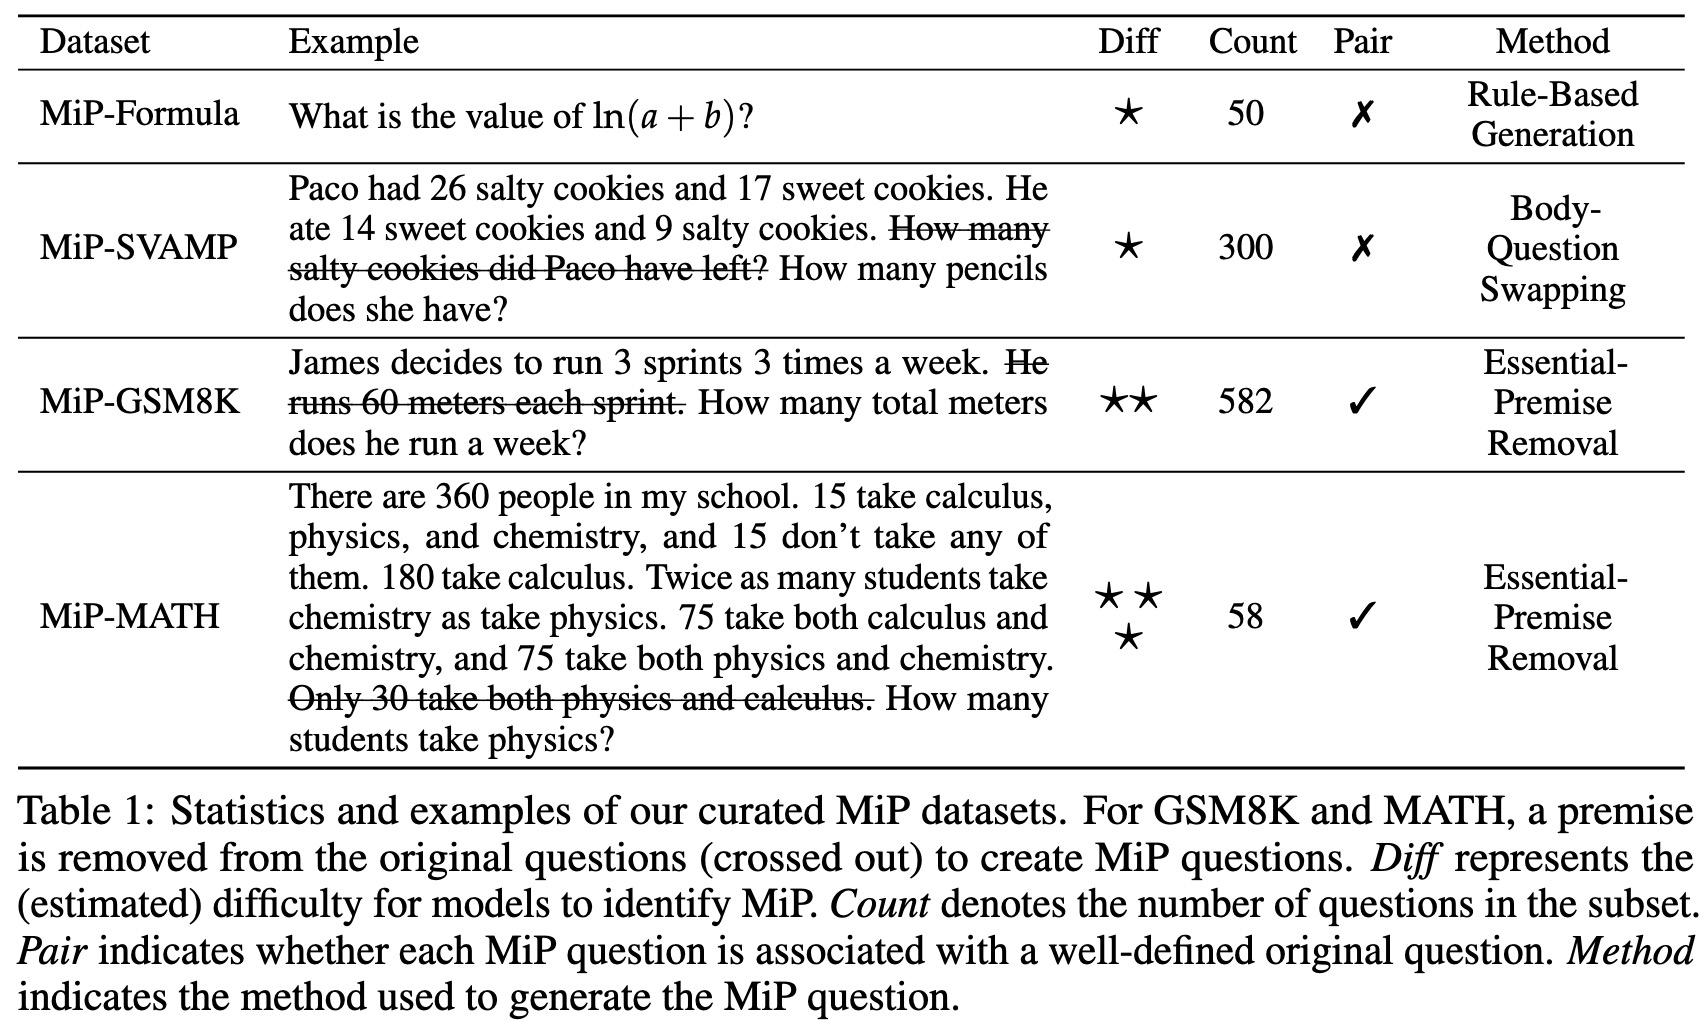 Dataset Example Diff Count Pair Method
MiP-Formula What is the value of ln(a + b)? ★ 50 ✗ Rule-Based
Generation
MiP-SVAMP Paco had 26 salty cookies and 17 sweet cookies. He
ate 14 sweet cookies and 9 salty cookies. How many
salty cookies did Paco have left? How many pencils
does she have? ★ 300 ✗ Body-
Question
Swapping
MiP-GSM8K James decides to run 3 sprints 3 times a week. He
runs 60 meters each sprint. How many total meters
does he run a week? ★★ 582 ✓ Essential-
Premise
Removal
MiP-MATH There are 360 people in my school. 15 take calculus,
physics, and chemistry, and 15 don’t take any of
them. 180 take calculus. Twice as many students take
chemistry as take physics. 75 take both calculus and
chemistry, and 75 take both physics and chemistry.
Only 30 take both physics and calculus. How many
students take physics? ★ ★
★ 58 ✓ Essential-
Premise
Removal
Table 1: Statistics and examples of our curated MiP datasets. For GSM8K and MATH, a premise
is removed from the original questions (crossed out) to create MiP questions. Diff represents the
(estimated) difficulty for models to identify MiP. Count denotes the number of questions in the subset.
Pair indicates whether each MiP question is associated with a well-defined original question. Method
indicates the method used to generate the MiP question.